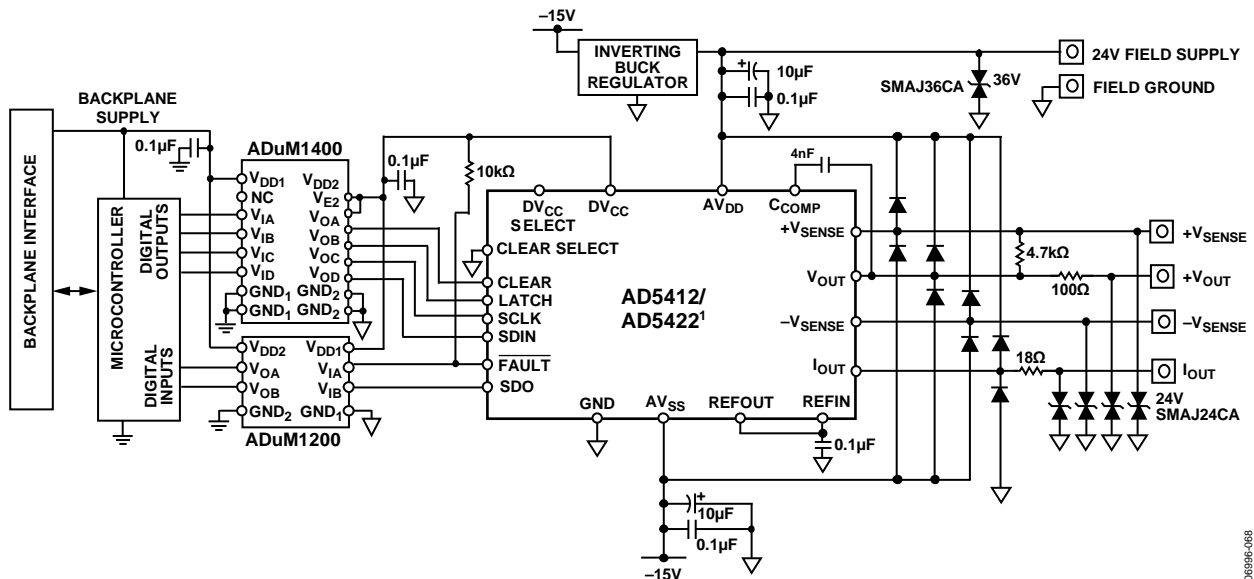 –15V
INVERTING
BUCK
REGULATOR
10µF
+
0.1µF
SMAJ36CA
36V
24V FIELD SUPPLY
FIELD GROUND
BACKPLANE INTERFACE
BACKPLANE
SUPPLY
0.1µF
MICROCONTROLLER
DIGITAL
OUTPUTS
DIGITAL
INPUTS
ADuM1400
VDD1
NC
VIA
VIB
VIC
VID
GND1
GND1
VDD2
VE2
VOA
VOB
VOC
VOD
GND2
GND2
VDD2
VOA
VOB
GND2
VDD1
VIA
VIB
GND1
ADuM1200
0.1µF
10kΩ
4nF
DVCC
SELECT
DVCC
AVDD
CCOMP
CLEAR SELECT
CLEAR
LATCH
SCLK
SDIN
FAULT
SDO
AD5412/
AD5422¹
+VSENSE
VOUT
–VSENSE
IOUT
GND
AVSS
REFOUT
REFIN
0.1µF
4.7kΩ
100Ω
18Ω
+VSENSE
+VOUT
–VSENSE
IOUT
24V
SMAJ24CA
+
10µF
0.1µF
–15V
06996-068